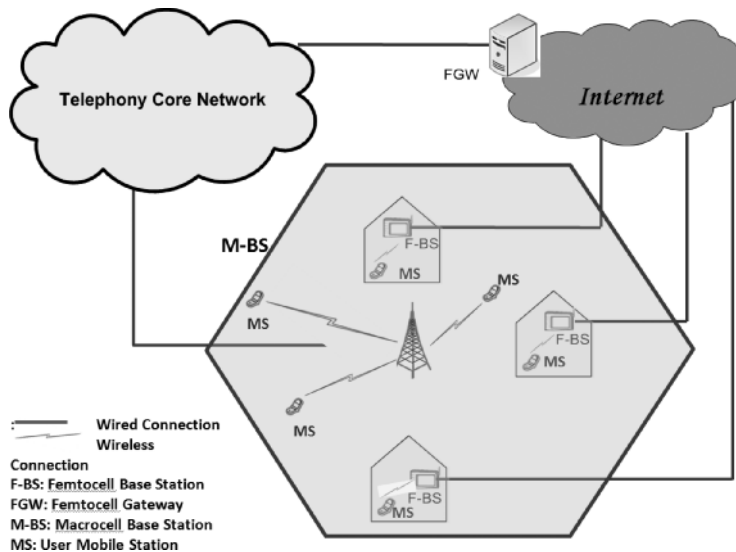 Telephony Core Network
FGW
Internet
M-BS
F-BS
MS
MS
MS
F-BS
MS
MS
F-BS
MS
: Wired Connection
Wireless
Connection
F-BS: Femtocell Base Station
FGW: Femtocell Gateway
M-BS: Macrocell Base Station
MS: User Mobile Station